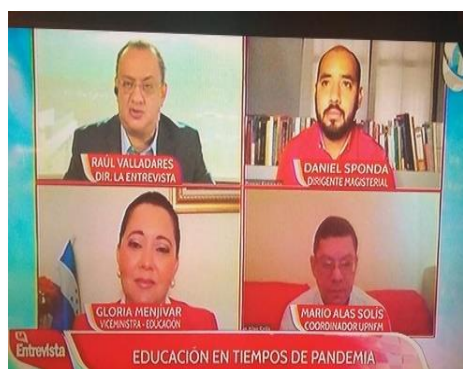 RAÚL VALLADARES
DIR. LA ENTREVISTA
DANIEL SPONDA
DIRIGENTE MAGISTERIAL
GLORIA MENJÍVAR
VICEMINISTRA - EDUCACIÓN
MARIO ALAS SOLÍS
COORDINADOR UPNFM
LA
Entrevista
EDUCACIÓN EN TIEMPOS DE PANDEMIA